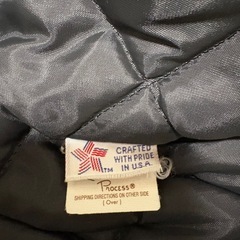 CRAFTED
WITH PRIDE
IN U.S.A.
TM
Process®
SHIPPING DIRECTIONS ON OTHER SIDE
( Over )